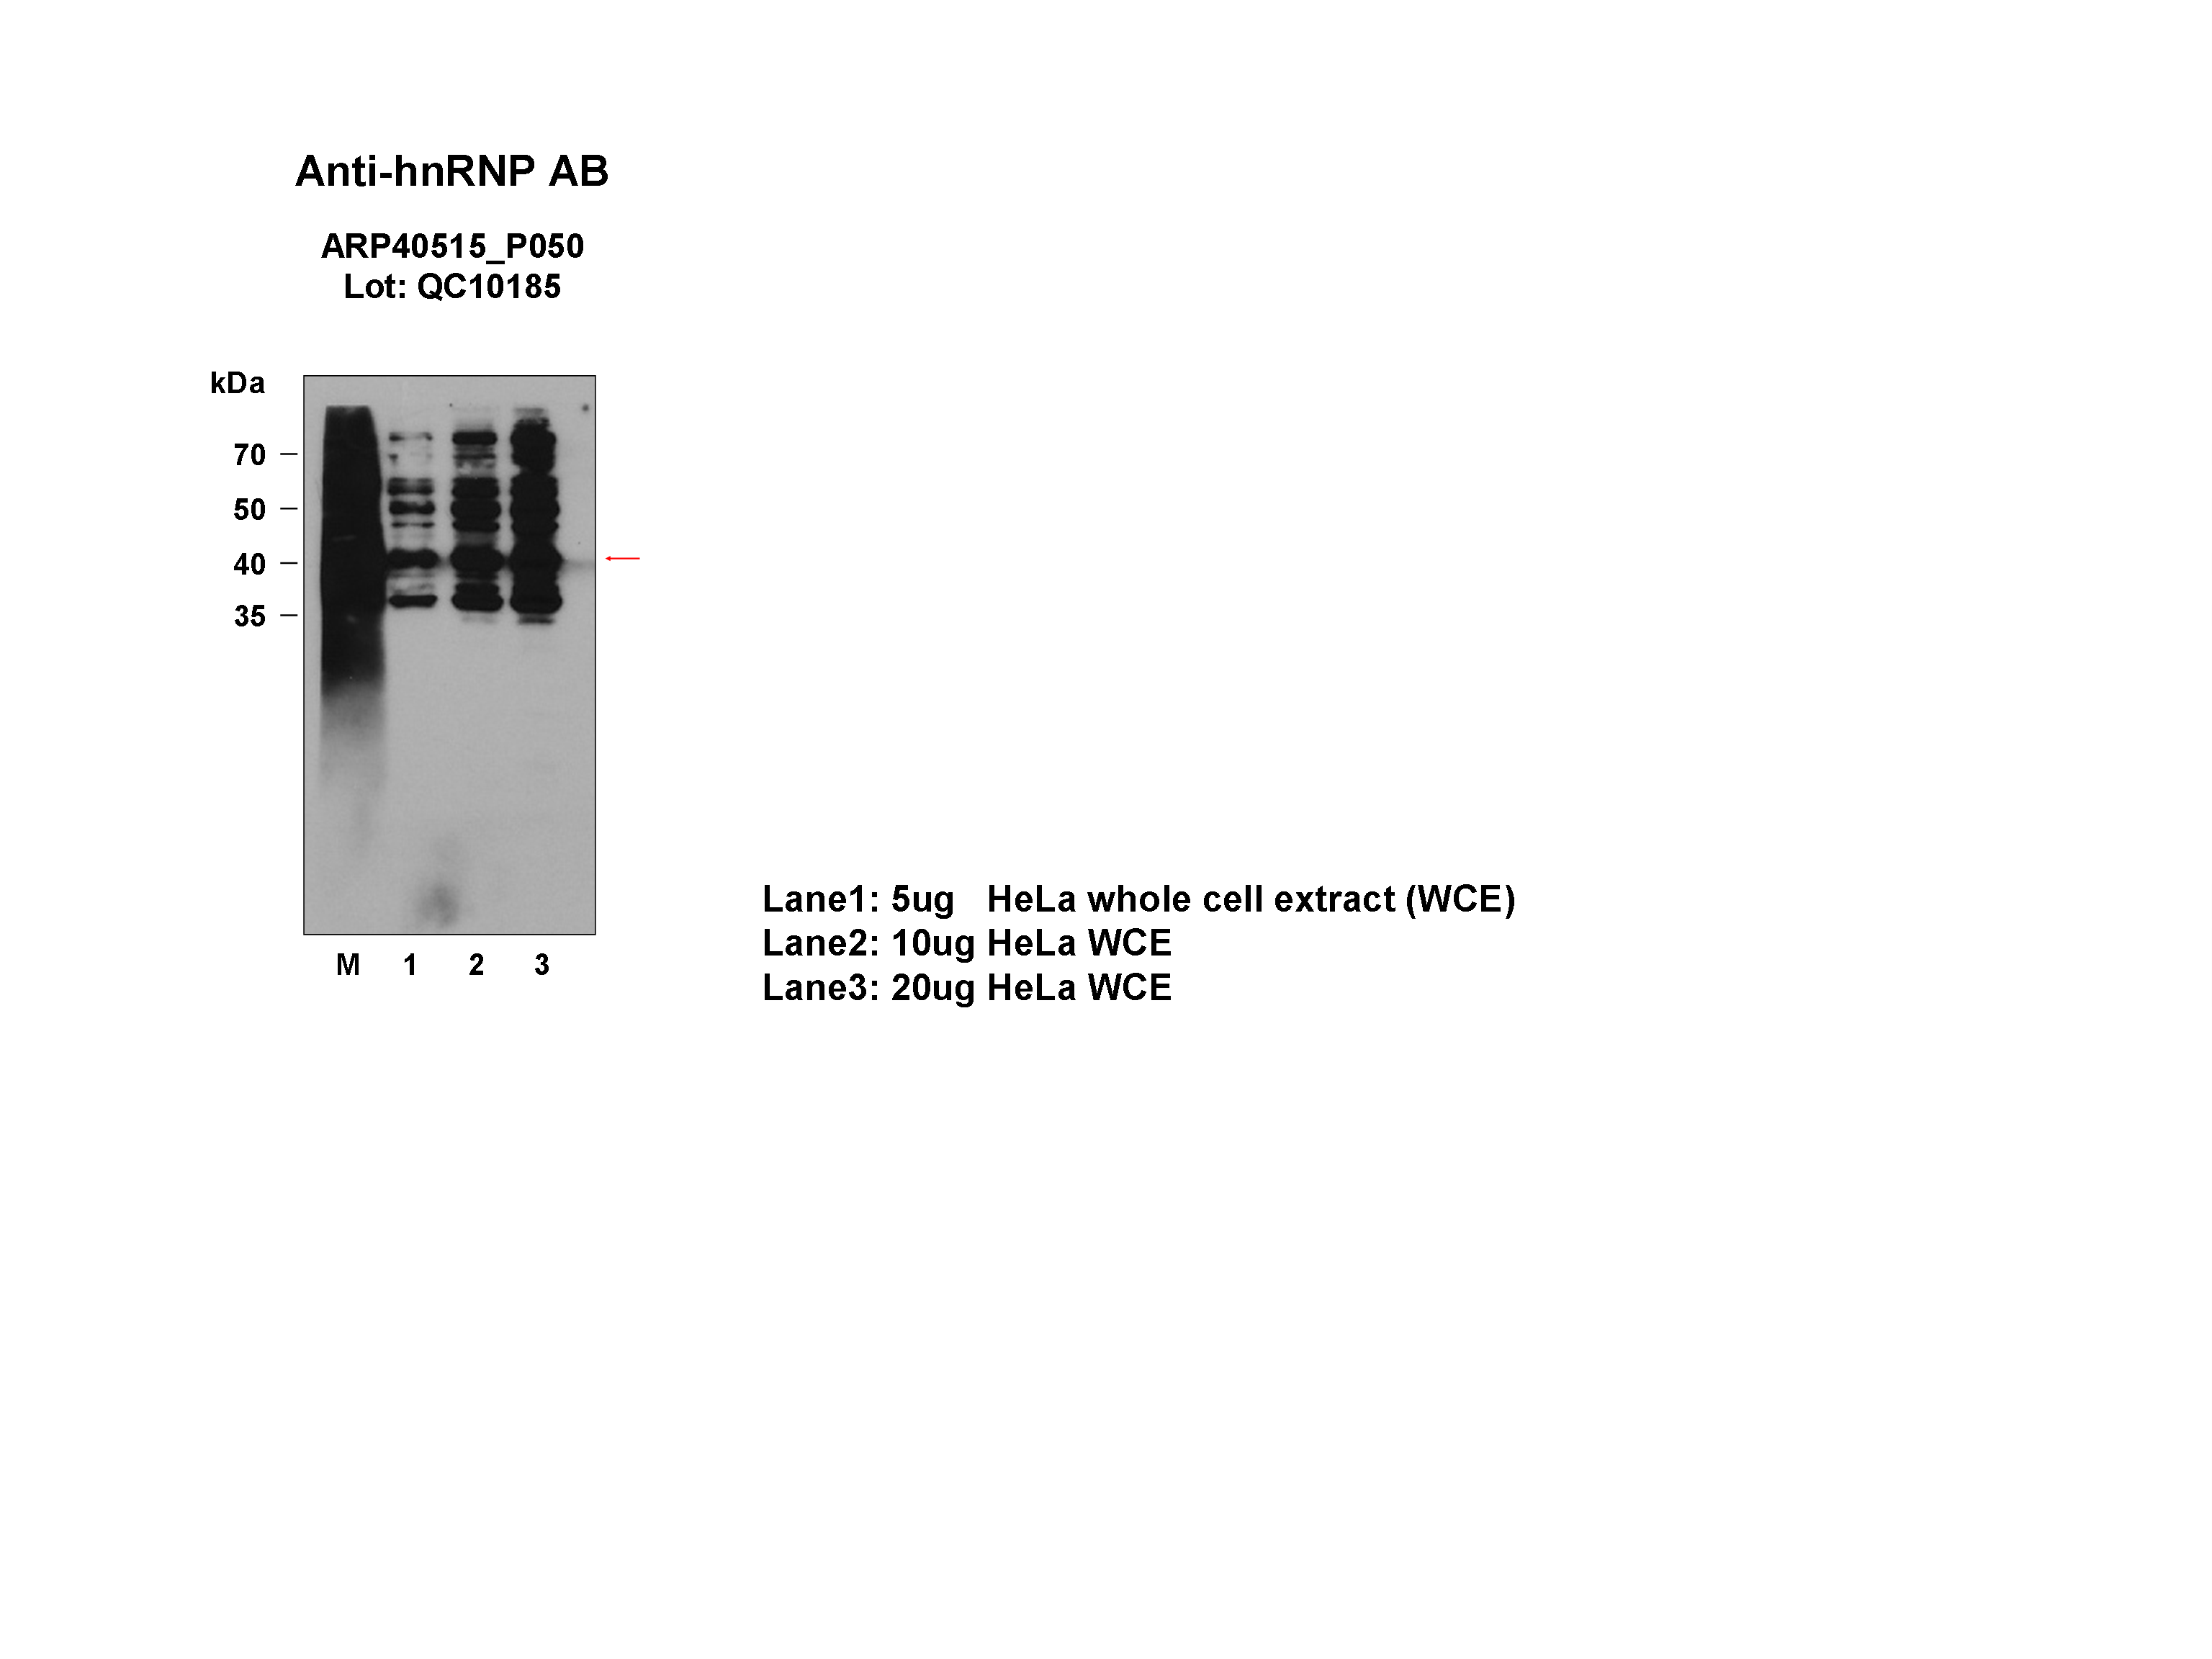 Anti-hnRNP AB
ARP40515_P050
Lot: QC10185
kDa
70
50
40
35
M 1 2 3
Lane1: 5ug HeLa whole cell extract (WCE)
Lane2: 10ug HeLa WCE
Lane3: 20ug HeLa WCE